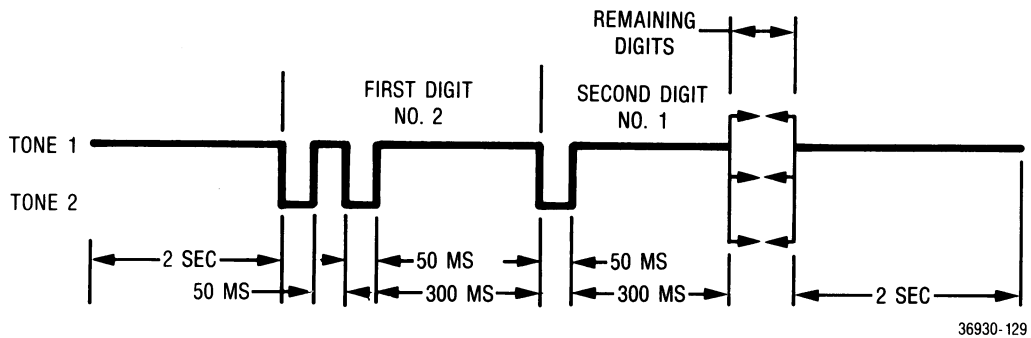 REMAINING
DIGITS
FIRST DIGIT
NO. 2
SECOND DIGIT
NO. 1
TONE 1
TONE 2
2 SEC
50 MS
50 MS
50 MS
300 MS
300 MS
2 SEC
36930-129